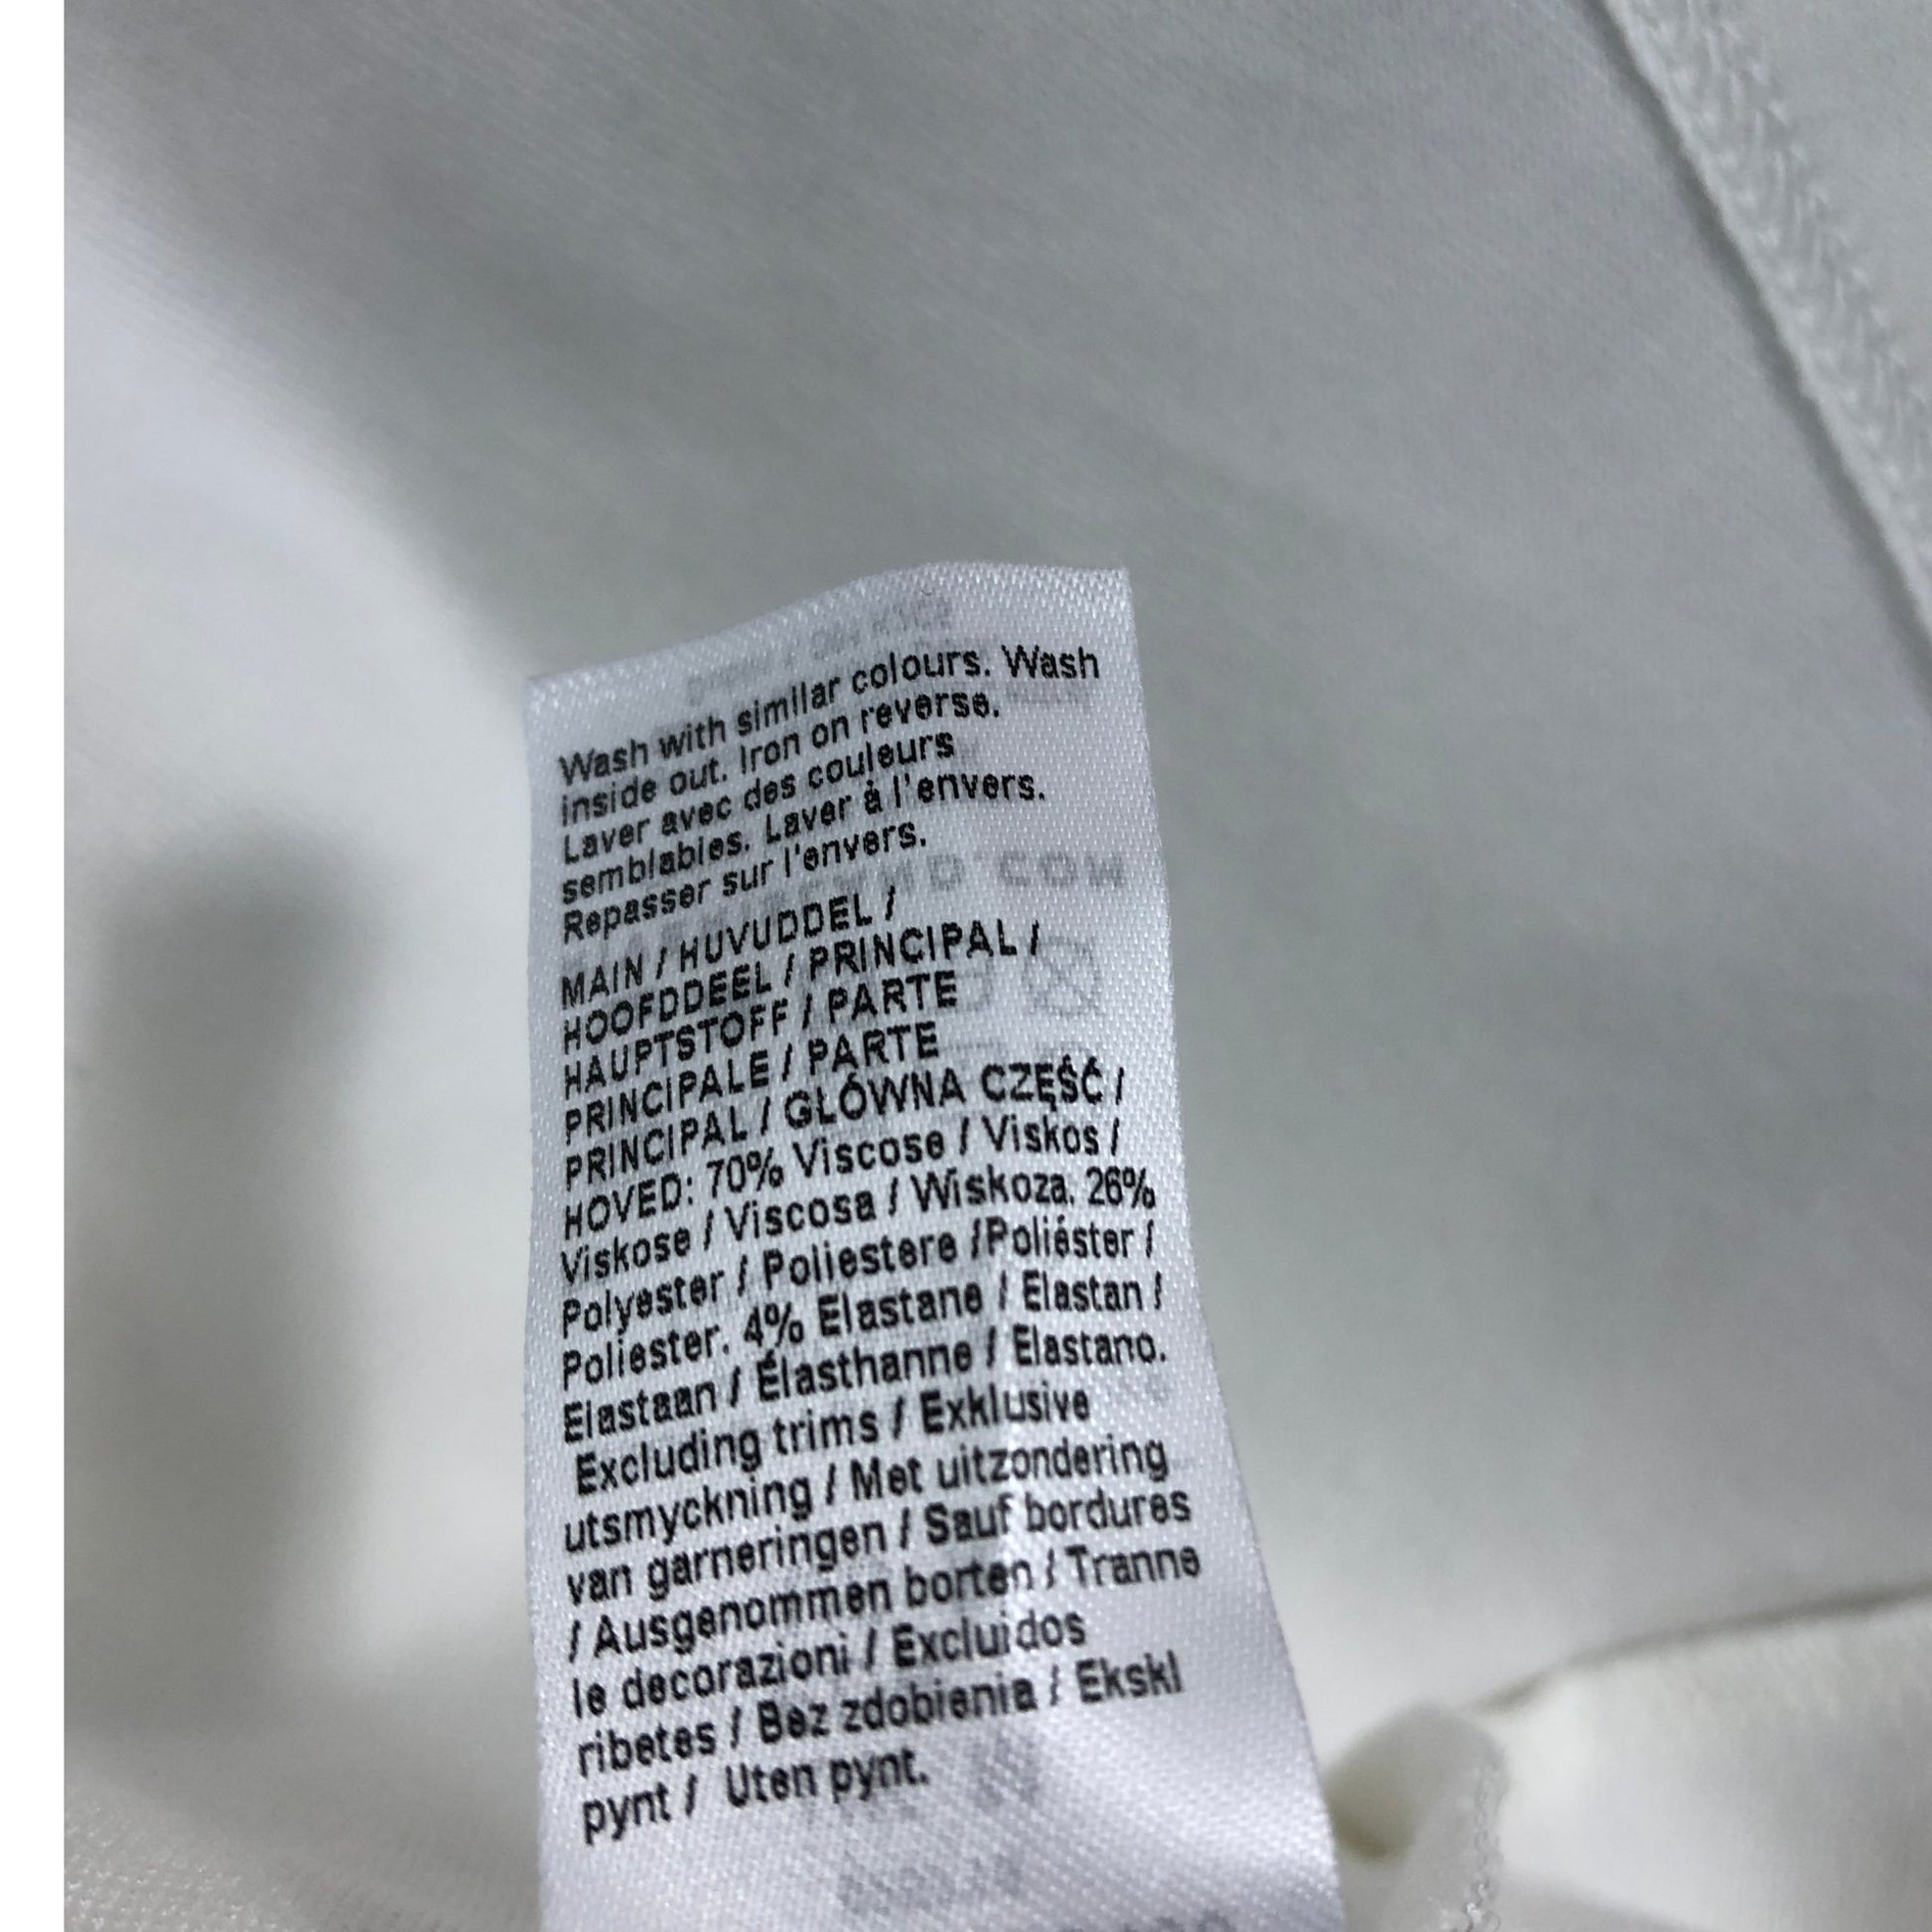 Wash with similar colours. Wash
inside out. Iron on reverse.
Laver avec des couleurs
semblables. Laver à l'envers.
Repasser sur l'envers.
MAIN / HUVUDDEL /
HOOFDDEEL / PRINCIPAL /
HAUPTSTOFF / PARTE
PRINCIPALE / PARTE
PRINCIPAL / GŁÓWNA CZĘŚĆ /
HOVED: 70% Viscose / Viskos /
Viskose / Viscosa / Wiskoza. 26%
Polyester / Poliestere /Poliéster /
Poliester. 4% Elastane / Elastan /
Elastaan / Élasthanne / Elastano.
Excluding trims / Exklusive
utsmyckning / Met uitzondering
van garneringen / Sauf bordures
/ Ausgenommen borten / Tranne
le decorazioni / Excluidos
ribetes / Bez zdobienia / Ekskl
pynt / Uten pynt.